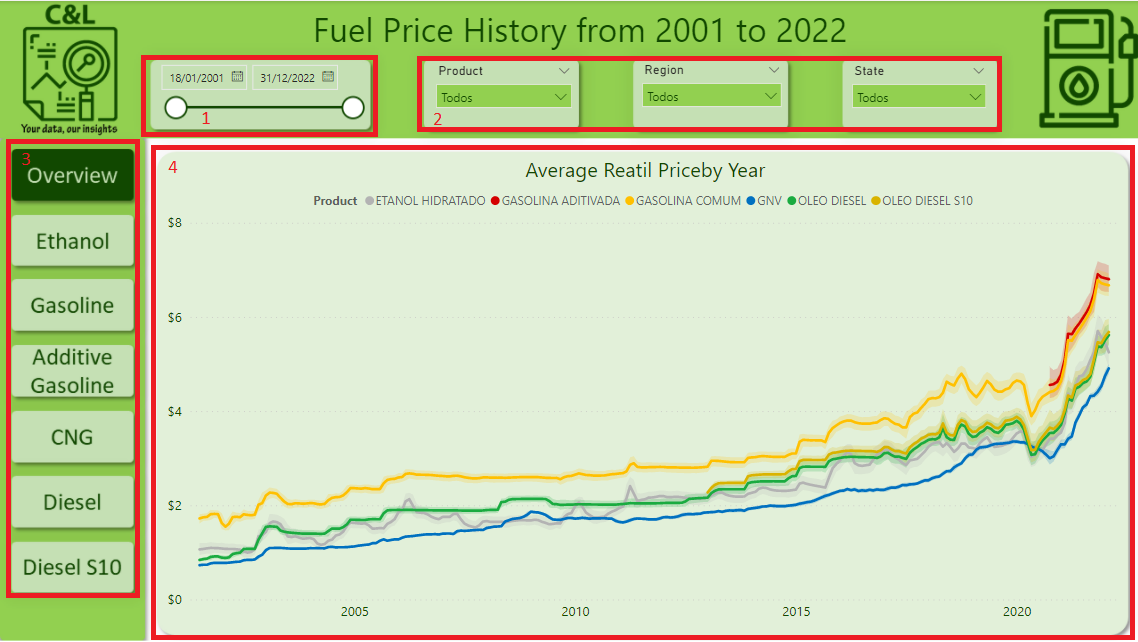 C&L
Your data, our insights
Fuel Price History from 2001 to 2022
18/01/2001 31/12/2022
1
Product
Todos
2
Region
Todos
State
Todos
3
Overview
Ethanol
Gasoline
Additive
Gasoline
CNG
Diesel
Diesel S10
4
Average Reatil Priceby Year
Product ETANOL HIDRATADO GASOLINA ADITIVADA GASOLINA COMUM GNV OLEO DIESEL OLEO DIESEL S10
$8
$6
$4
$2
$0
2005 2010 2015 2020